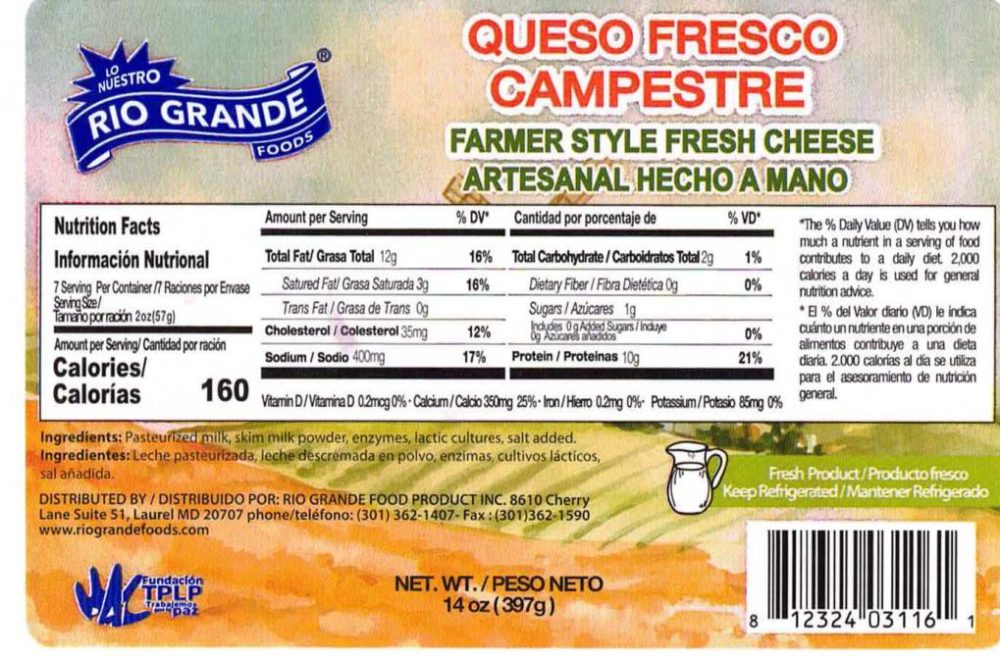 LO
NUESTRO
RIO GRANDE
FOODS
®
QUESO FRESCO
CAMPESTRE
FARMER STYLE FRESH CHEESE
ARTESANAL HECHO A MANO
Nutrition Facts
Información Nutrional
7 Serving Per Container /7 Raciones por Envase
Serving Size/
Tamaño por ración 2oz(57g)
Amount per Serving/ Cantidad por ración
Calories/
Calorías 160
Amount per Serving % DV*
Total Fat/ Grasa Total 12g 16%
Satured Fat/ Grasa Saturada 3g 16%
Trans Fat / Grasa de Trans 0g
Cholesterol / Colesterol 35mg 12%
Sodium / Sodio 400mg 17%
Cantidad por porcentaje de % VD*
Total Carbohydrate / Carboidratos Total 2g 1%
Dietary Fiber / Fibra Dietética 0g 0%
Sugars / Azúcares 1g
Includes 0 g Added Sugars / Induye
0g Azúcares añadidos 0%
Protein / Proteinas 10g 21%
Vitamin D / Vitamina D 0.2mcg 0% · Calcium / Calcio 350mg 25% · Iron / Hierro 0.2mg 0% · Potassium / Potasio 85mg 0%
*The % Daily Value (DV) tells you how
much a nutrient in a serving of food
contributes to a daily diet. 2,000
calories a day is used for general
nutrition advice.
* El % del Valor diario (VD) le indica
cuánto un nutriente en una porción de
alimentos contribuye a una dieta
diaria. 2.000 calorías al día se utiliza
para el asesoramiento de nutrición
general.
Ingredients: Pasteurized milk, skim milk powder, enzymes, lactic cultures, salt added.
Ingredientes: Leche pasteurizada, leche descremada en polvo, enzimas, cultivos lácticos,
sal añadida.
DISTRIBUTED BY / DISTRIBUIDO POR: RIO GRANDE FOOD PRODUCT INC. 8610 Cherry
Lane Suite 51, Laurel MD 20707 phone/teléfono: (301) 362-1407- Fax : (301)362-1590
www.riograndefoods.com
Fresh Product / Producto fresco
Keep Refrigerated / Mantener Refrigerado
Fundación
TPLP
Trabajemos
por la paz
NET. WT. / PESO NETO
14 oz ( 397g )
8 12324 03116 1